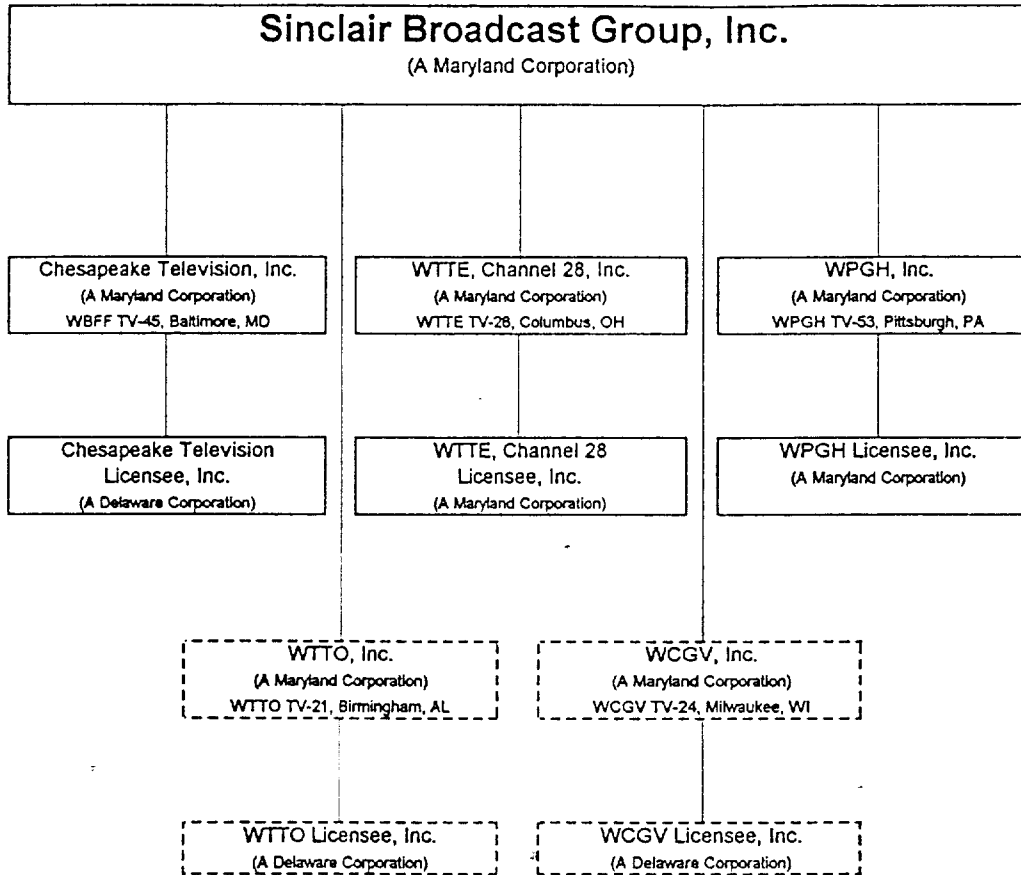 Sinclair Broadcast Group, Inc.
(A Maryland Corporation)
Chesapeake Television, Inc.
(A Maryland Corporation)
WBFF TV-45, Baltimore, MD
WTTE, Channel 28, Inc.
(A Maryland Corporation)
WTTE TV-28, Columbus, OH
WPGH, Inc.
(A Maryland Corporation)
WPGH TV-53, Pittsburgh, PA
Chesapeake Television
Licensee, Inc.
(A Delaware Corporation)
WTTE, Channel 28
Licensee, Inc.
(A Maryland Corporation)
WPGH Licensee, Inc.
(A Maryland Corporation)
WTTO, Inc.
(A Maryland Corporation)
WTTO TV-21, Birmingham, AL
WCGV, Inc.
(A Maryland Corporation)
WCGV TV-24, Milwaukee, WI
WTTO Licensee, Inc.
(A Delaware Corporation)
WCGV Licensee, Inc.
(A Delaware Corporation)